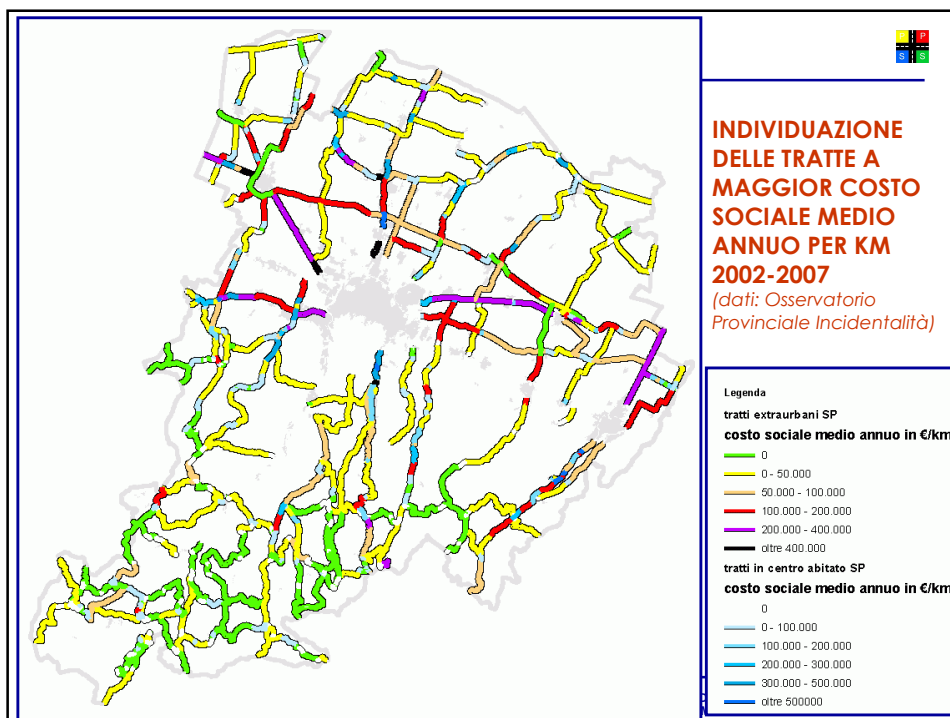 P P
S S
INDIVIDUAZIONE
DELLE TRATTE A
MAGGIOR COSTO
SOCIALE MEDIO
ANNUO PER KM
2002-2007
(dati: Osservatorio
Provinciale Incidentalità)
Legenda
tratti extraurbani SP
costo sociale medio annuo in €/km
0
0 - 50.000
50.000 - 100.000
100.000 - 200.000
200.000 - 400.000
oltre 400.000
tratti in centro abitato SP
costo sociale medio annuo in €/km
0
0 - 100.000
100.000 - 200.000
200.000 - 300.000
300.000 - 500.000
oltre 500000